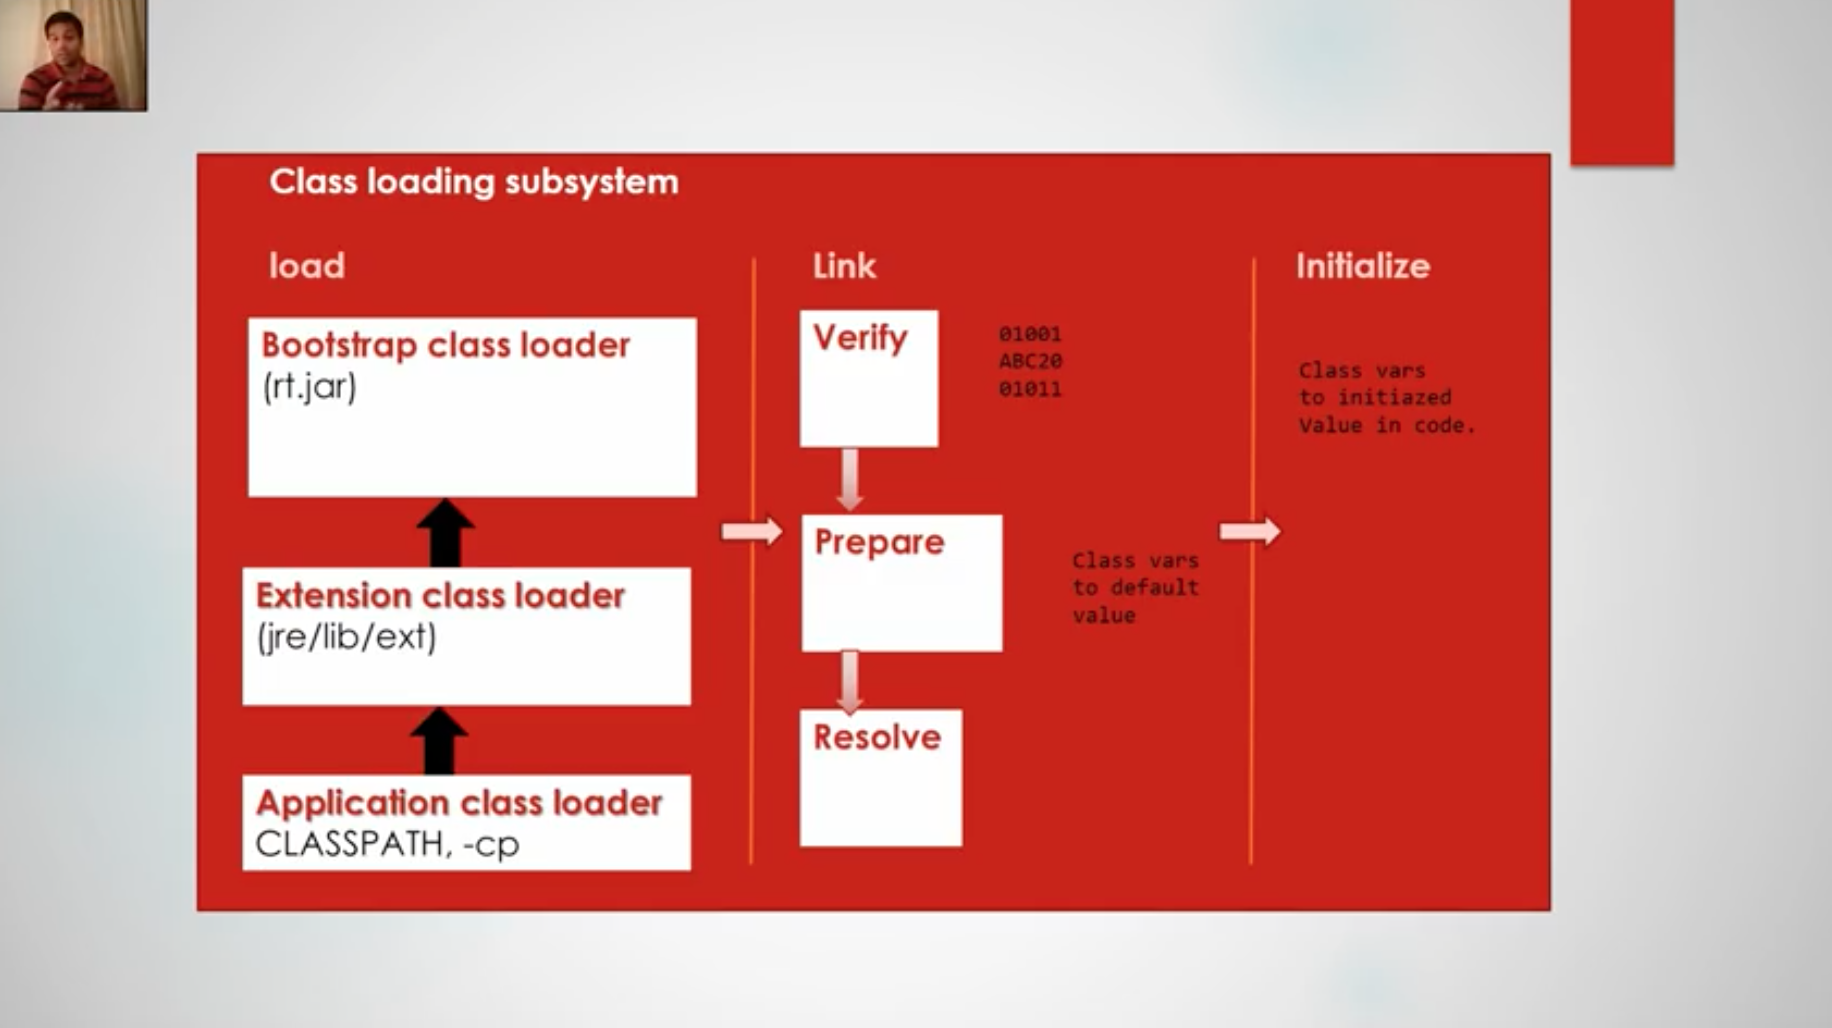 Class loading subsystem
load
Bootstrap class loader
(rt.jar)
Extension class loader
(jre/lib/ext)
Application class loader
CLASSPATH, -cp
Link
Verify
01001
ABC20
01011
Prepare
Class vars
to default
value
Resolve
Initialize
Class vars
to initiazed
Value in code.